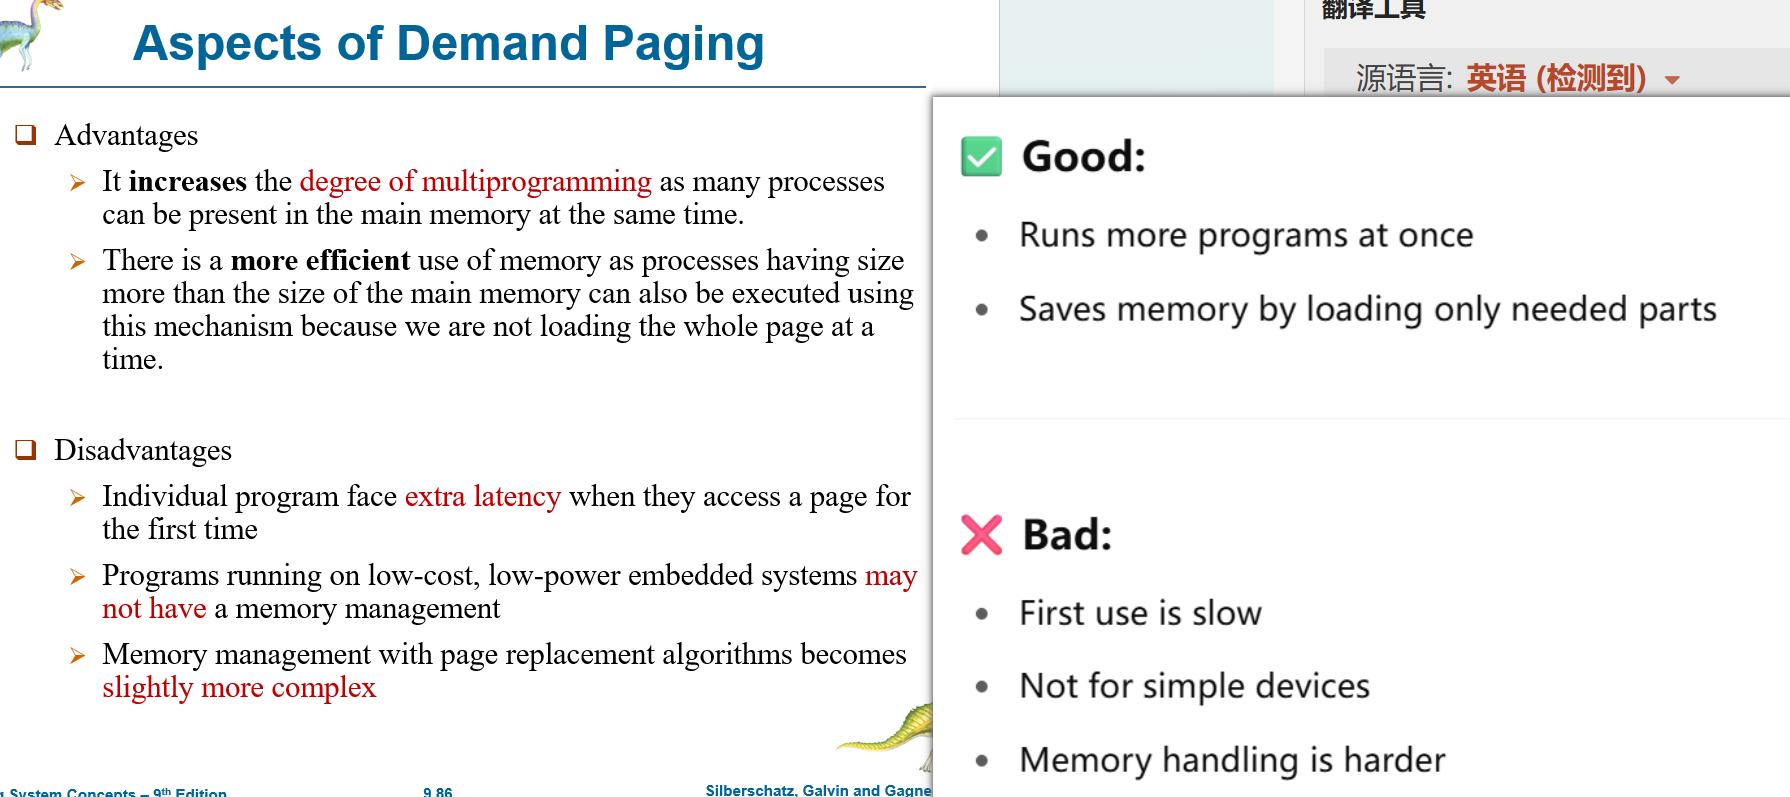 Aspects of Demand Paging
Advantages
It increases the degree of multiprogramming as many processes
can be present in the main memory at the same time.
There is a more efficient use of memory as processes having size
more than the size of the main memory can also be executed using
this mechanism because we are not loading the whole page at a
time.
Disadvantages
Individual program face extra latency when they access a page for
the first time
Programs running on low-cost, low-power embedded systems may
not have a memory management
Memory management with page replacement algorithms becomes
slightly more complex
System Concepts – 9th Edition
9.86
Silberschatz, Galvin and Gagne
翻译工具
源语言: 英语 (检测到)
Good:
Runs more programs at once
Saves memory by loading only needed parts
Bad:
First use is slow
Not for simple devices
Memory handling is harder